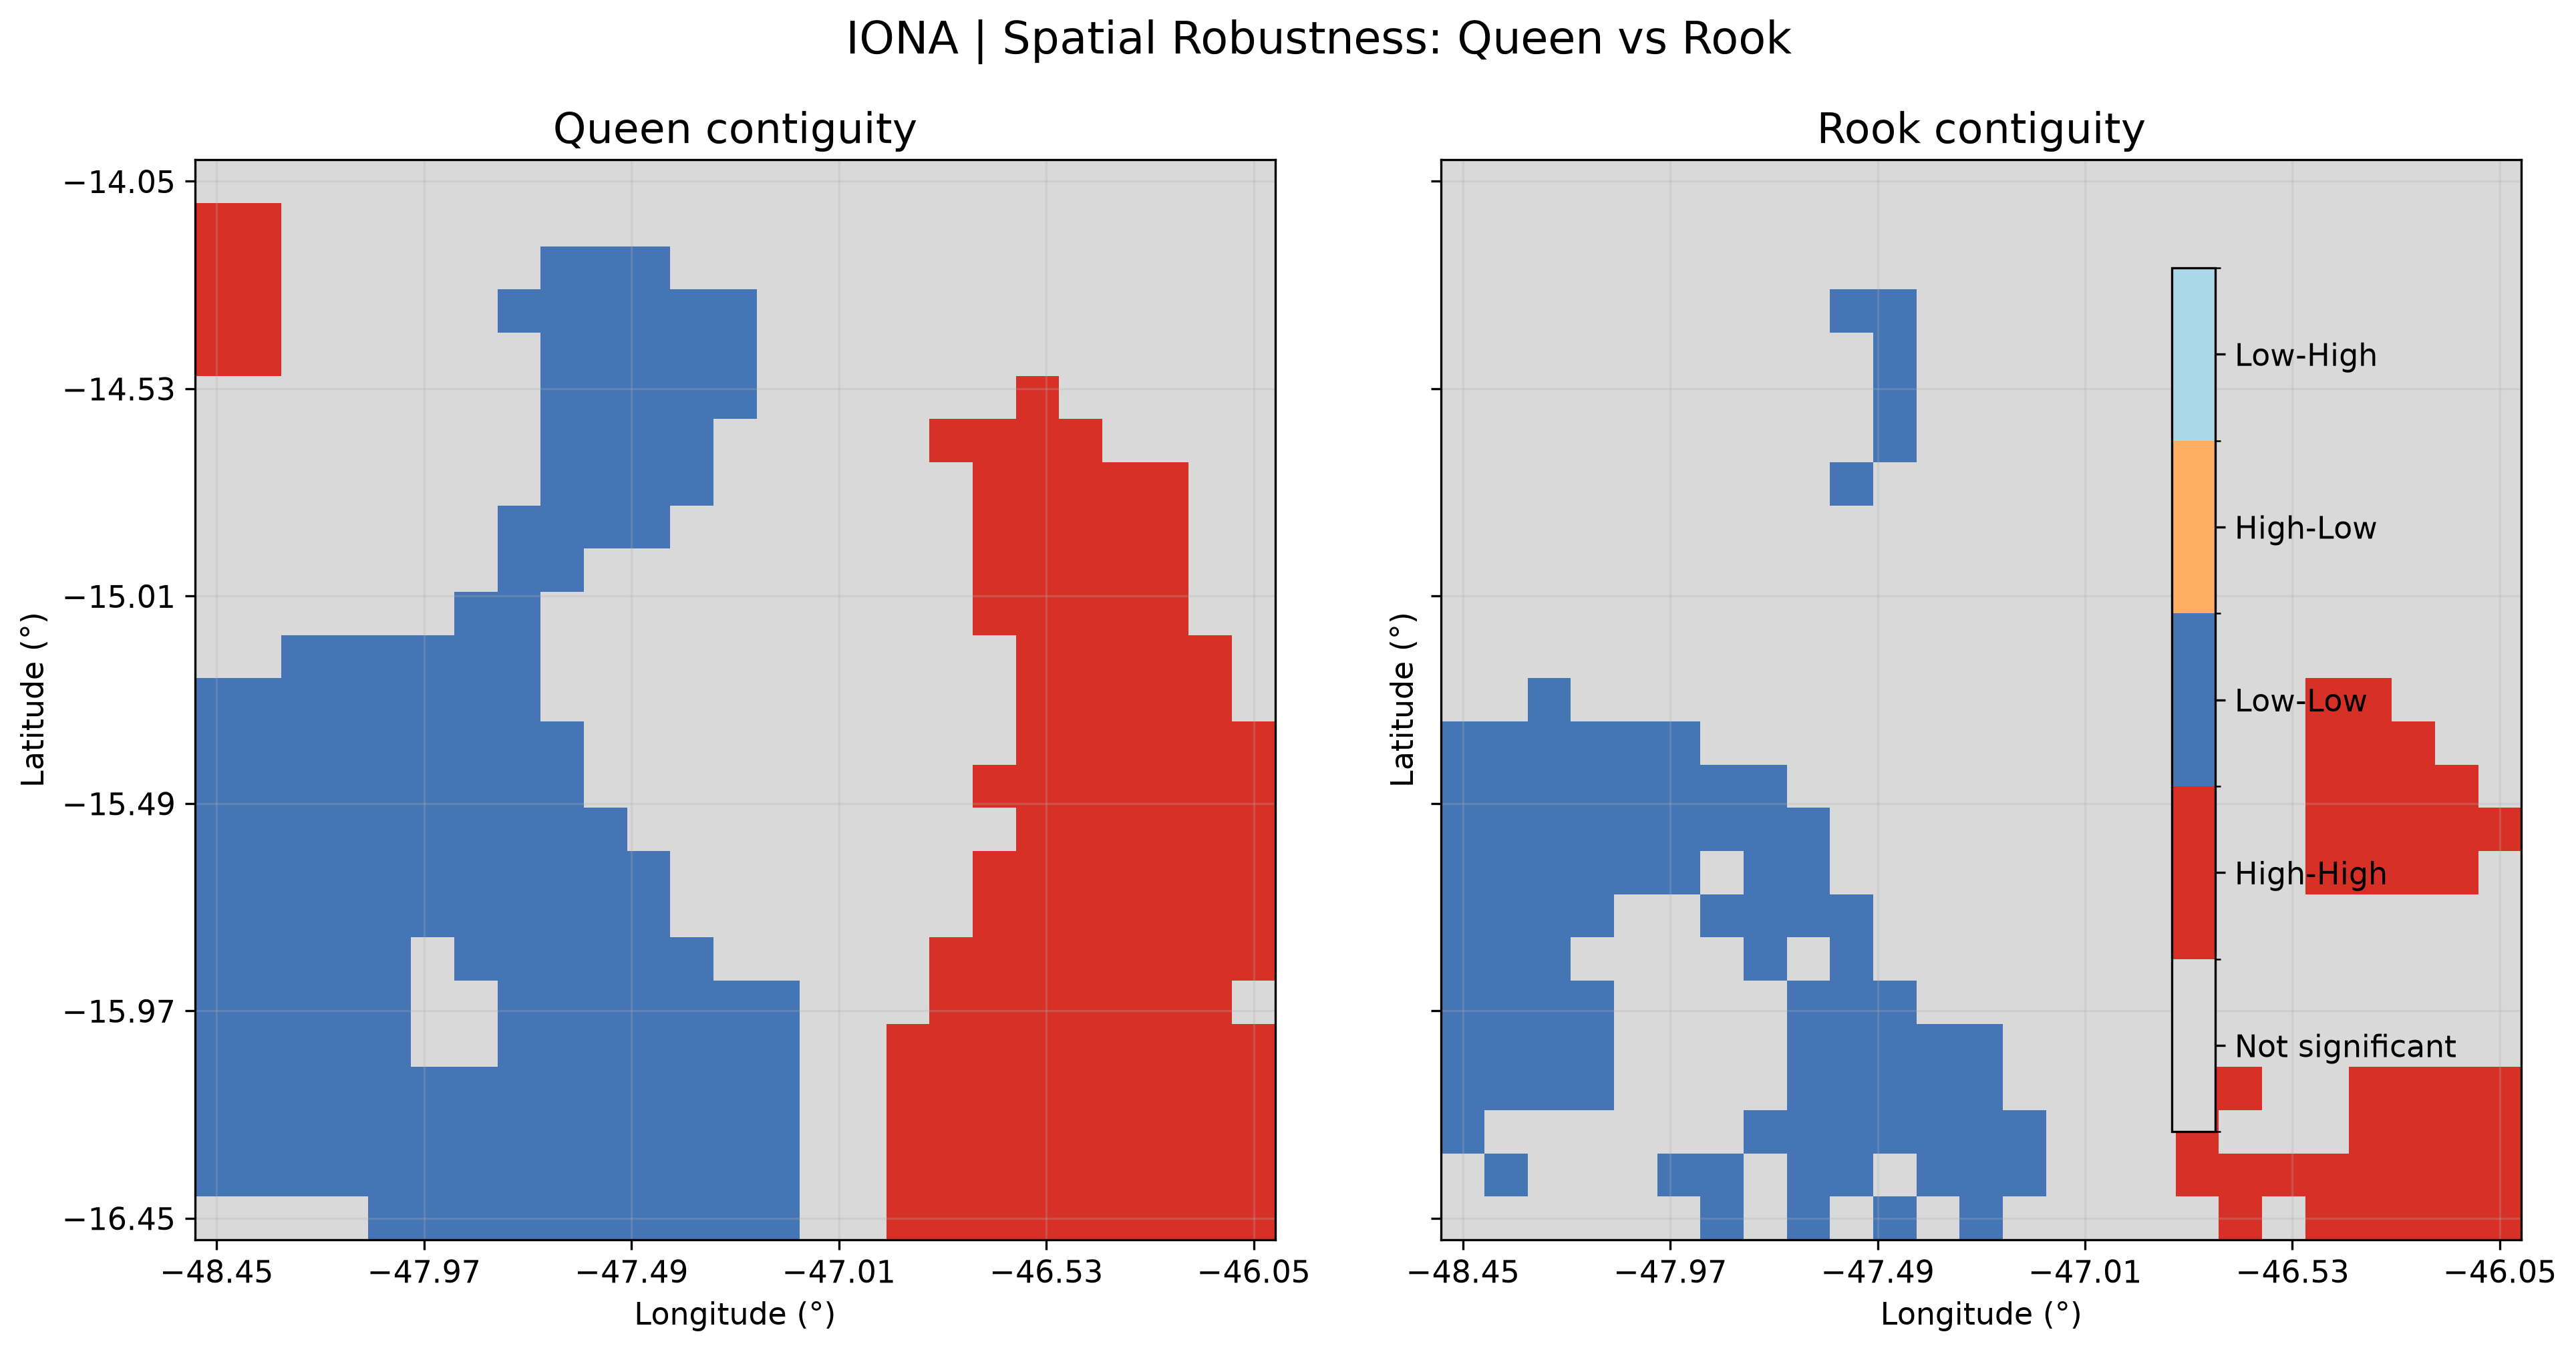 IONA | Spatial Robustness: Queen vs Rook
Queen contiguity
−14.05
−14.53
−15.01
−15.49
−15.97
−16.45
Latitude (°)
−48.45
−47.97
−47.49
−47.01
−46.53
−46.05
Longitude (°)
Rook contiguity
Latitude (°)
−48.45
−47.97
−47.49
−47.01
−46.53
−46.05
Longitude (°)
Low-High
High-Low
Low-Low
High-High
Not significant